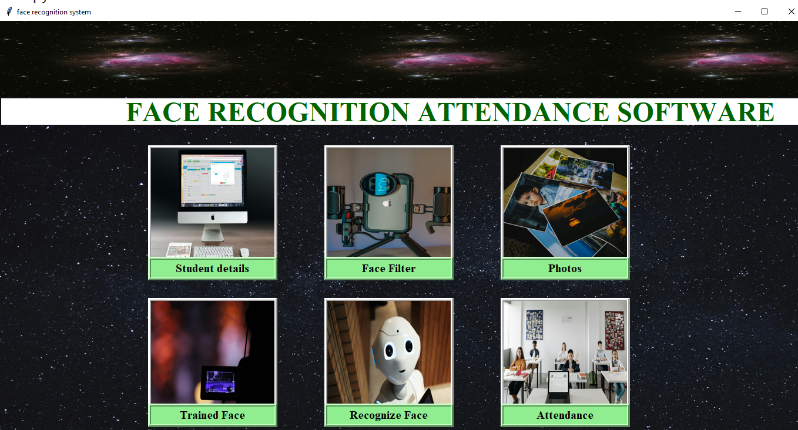 face recognition system
FACE RECOGNITION ATTENDANCE SOFTWARE
Student details
Face Filter
Photos
Trained Face
Recognize Face
Attendance